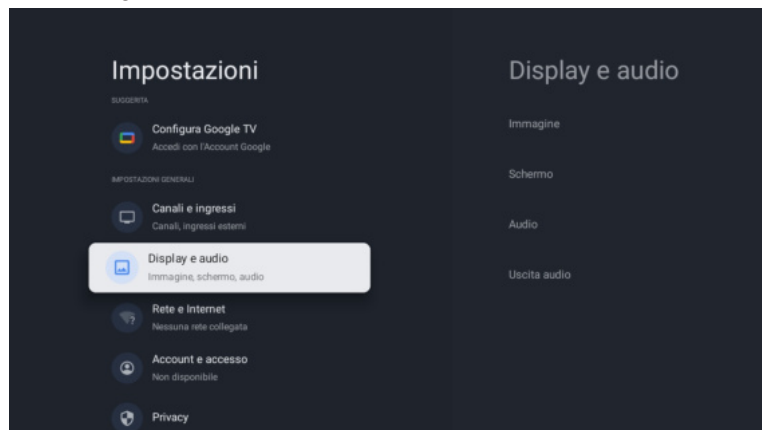 Impostazioni
SUGGERITA
Configura Google TV
Accedi con l'Account Google
IMPOSTAZIONI GENERALI
Canali e ingressi
Canali, ingressi esterni
Display e audio
Immagine, schermo, audio
Rete e Internet
Nessuna rete collegata
Account e accesso
Non disponibile
Privacy
Display e audio
Immagine
Schermo
Audio
Uscita audio